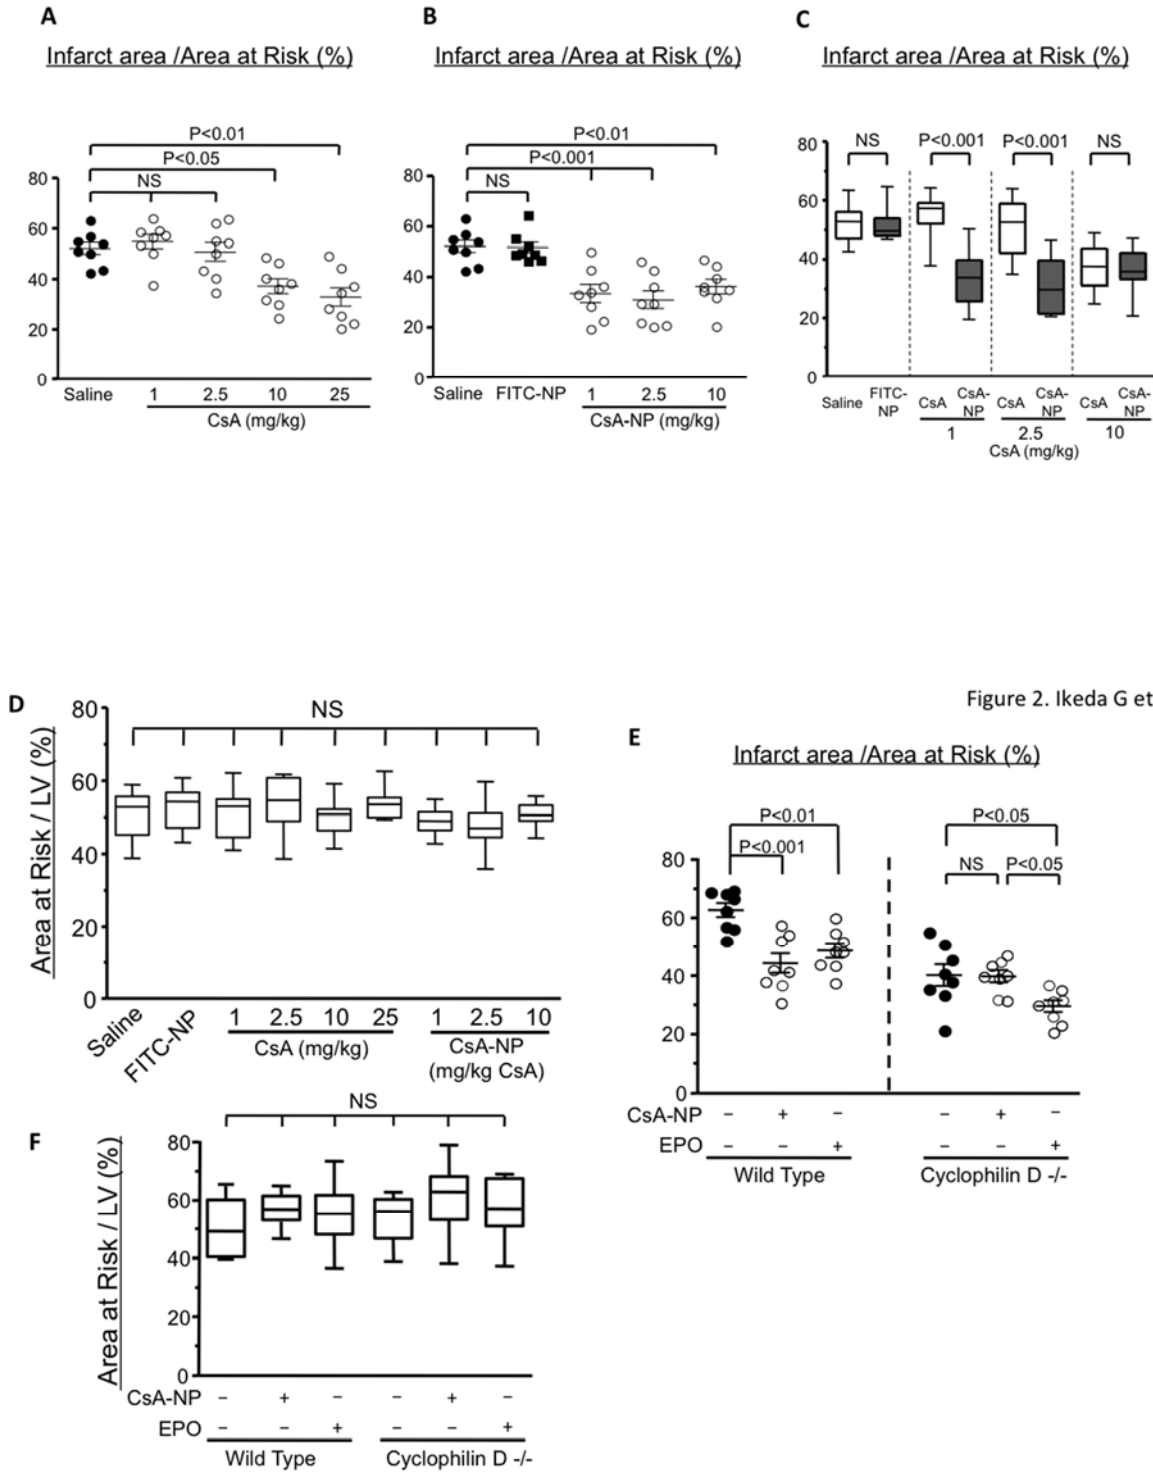 A
Infarct area /Area at Risk (%)
P<0.01
P<0.05
NS
80
60
40
20
0
Saline 1 2.5 10 25
CsA (mg/kg)
B
Infarct area /Area at Risk (%)
P<0.01
P<0.001
NS
80
60
40
20
0
Saline FITC-NP 1 2.5 10
CsA-NP (mg/kg)
C
Infarct area /Area at Risk (%)
NS P<0.001 P<0.001 NS
80
60
40
20
0
Saline FITC-NP CsA CsA-NP CsA CsA-NP CsA CsA-NP
1 2.5 10
CsA (mg/kg)
D
Area at Risk / LV (%)
NS
80
60
40
20
0
Saline FITC-NP 1 2.5 10 25 1 2.5 10
CsA (mg/kg) CsA-NP
(mg/kg CsA)
Figure 2. Ikeda G et
E
Infarct area /Area at Risk (%)
P<0.01 P<0.05
P<0.001 NS P<0.05
80
60
40
20
0
CsA-NP – + – – + –
EPO – – + – – +
Wild Type Cyclophilin D -/-
F
Area at Risk / LV (%)
NS
80
60
40
20
0
CsA-NP – + – – + –
EPO – – + – – +
Wild Type Cyclophilin D -/-